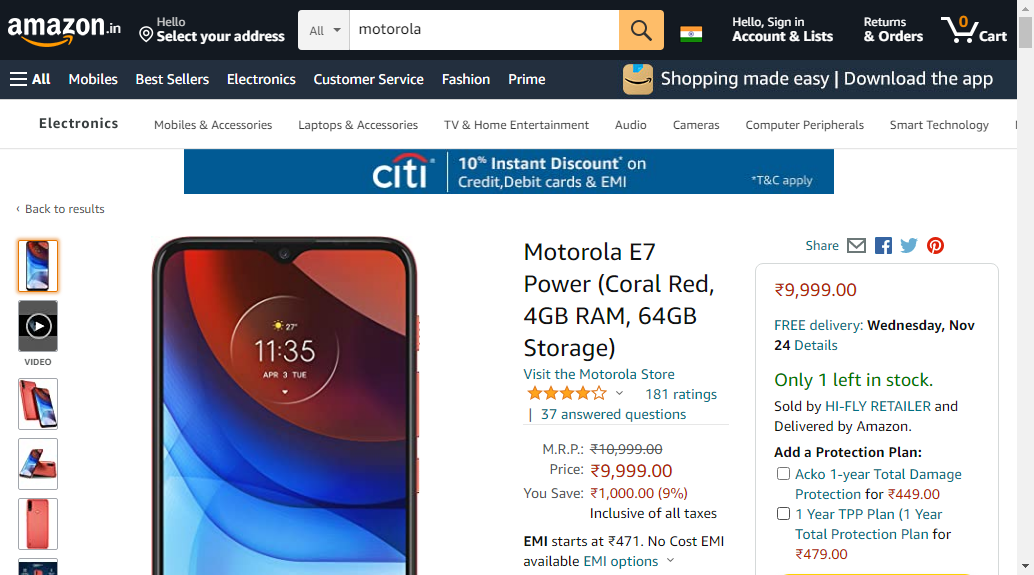 amazon.in
Hello
Select your address
All
motorola
Hello, Sign in
Account & Lists
Returns
& Orders
0
Cart
All
Mobiles
Best Sellers
Electronics
Customer Service
Fashion
Prime
Shopping made easy | Download the app
Electronics
Mobiles & Accessories
Laptops & Accessories
TV & Home Entertainment
Audio
Cameras
Computer Peripherals
Smart Technology
citi
10% Instant Discount* on
Credit,Debit cards & EMI
*T&C apply
‹ Back to results
VIDEO
27°
11:35
APR 3 TUE
Motorola E7
Power (Coral Red,
4GB RAM, 64GB
Storage)
Visit the Motorola Store
181 ratings
| 37 answered questions
M.R.P.: ₹10,999.00
Price: ₹9,999.00
You Save: ₹1,000.00 (9%)
Inclusive of all taxes
EMI starts at ₹471. No Cost EMI
available EMI options
Share
₹9,999.00
FREE delivery: Wednesday, Nov
24 Details
Only 1 left in stock.
Sold by HI-FLY RETAILER and
Delivered by Amazon.
Add a Protection Plan:
Acko 1-year Total Damage
Protection for ₹449.00
1 Year TPP Plan (1 Year
Total Protection Plan for
₹479.00